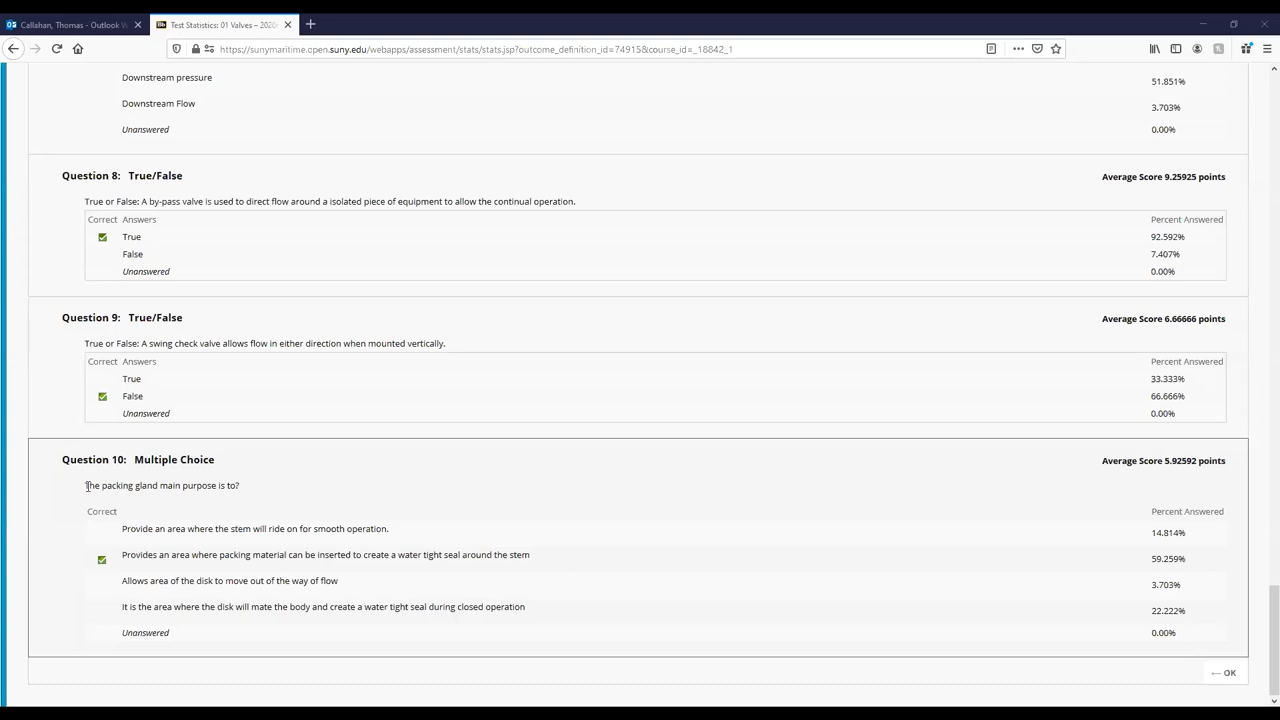 Callahan, Thomas - Outlook W
Test Statistics: 01 Valves – 2020
https://sunymaritime.open.suny.edu/webapps/assessment/stats/stats.jsp?outcome_definition_id=74915&course_id=_18842_1
Downstream pressure 51.851%
Downstream Flow 3.703%
Unanswered 0.00%
Question 8: True/False Average Score 9.25925 points
True or False: A by-pass valve is used to direct flow around a isolated piece of equipment to allow the continual operation.
Correct Answers Percent Answered
True 92.592%
False 7.407%
Unanswered 0.00%
Question 9: True/False Average Score 6.66666 points
True or False: A swing check valve allows flow in either direction when mounted vertically.
Correct Answers Percent Answered
True 33.333%
False 66.666%
Unanswered 0.00%
Question 10: Multiple Choice Average Score 5.92592 points
The packing gland main purpose is to?
Correct Percent Answered
Provide an area where the stem will ride on for smooth operation. 14.814%
Provides an area where packing material can be inserted to create a water tight seal around the stem 59.259%
Allows area of the disk to move out of the way of flow 3.703%
It is the area where the disk will mate the body and create a water tight seal during closed operation 22.222%
Unanswered 0.00%
← OK